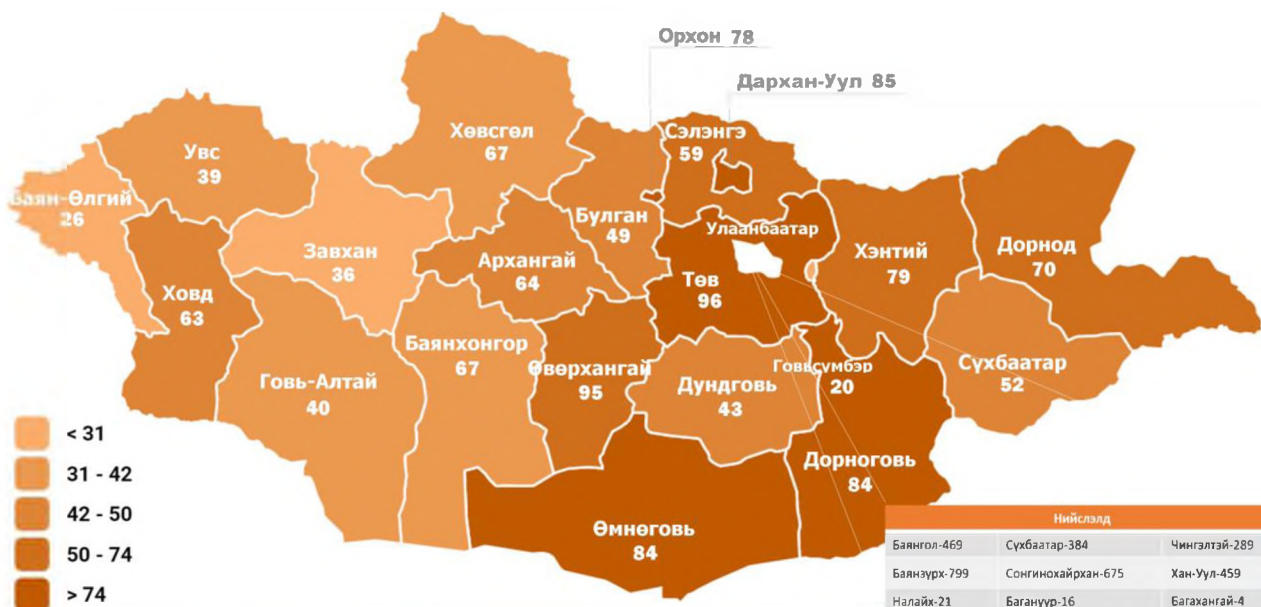 Орхон 78
Дархан-Уул 85
Хөвсгөл
67
Сэлэнгэ
59
Увс
39
Баян-Өлгий
26
Булган
49
Улаанбаатар
Завхан
36
Архангай
64
Хэнтий
79
Дорнод
70
Төв
96
Ховд
63
Баянхонгор
67
Өвөрхангай
95
Говьсүмбэр
20
Сүхбаатар
52
Говь-Алтай
40
Дундговь
43
Дорноговь
84
Өмнөговь
84
< 31
31 - 42
42 - 50
50 - 74
> 74
Нийслэлд
Баянгол-469 Сүхбаатар-384 Чингэлтэй-289
Баянзүрх-799 Сонгинохайрхан-675 Хан-Уул-459
Налайх-21 Багануур-16 Багахангай-4